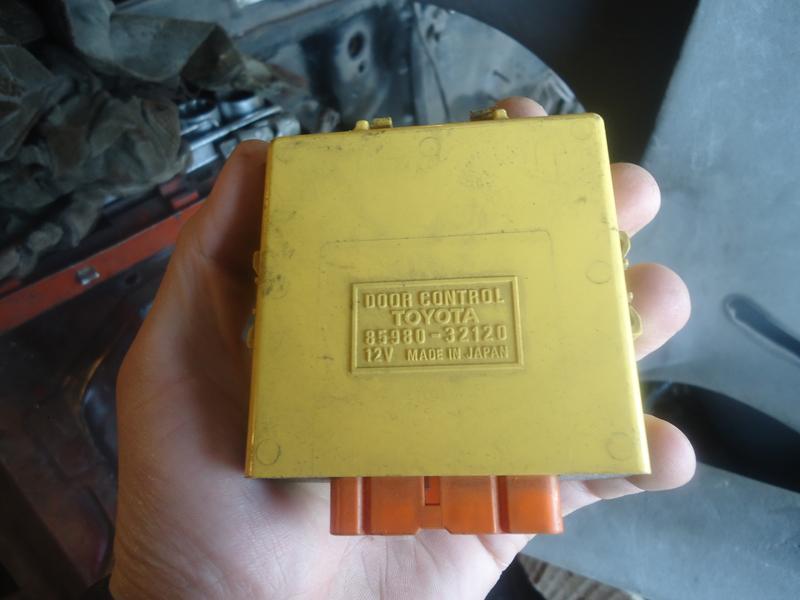 DOOR CONTROL
TOYOTA
85980-32120
12V MADE IN JAPAN